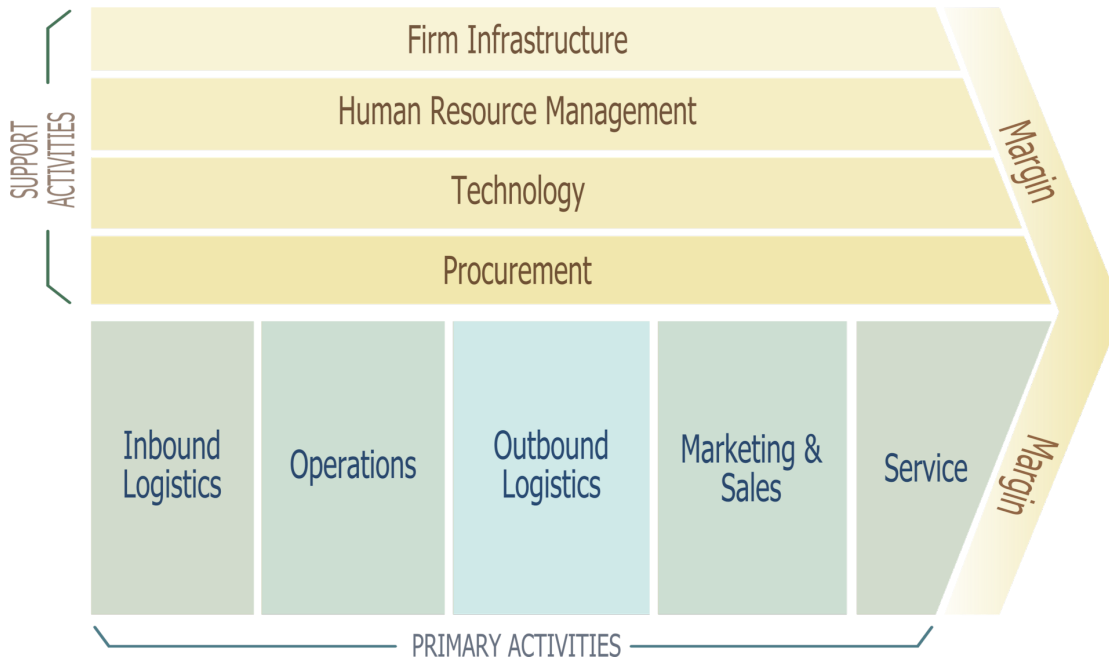 Firm Infrastructure
Human Resource Management
Technology
Procurement
SUPPORT
ACTIVITIES
Margin
Inbound
Logistics
Operations
Outbound
Logistics
Marketing &
Sales
Service
Margin
PRIMARY ACTIVITIES